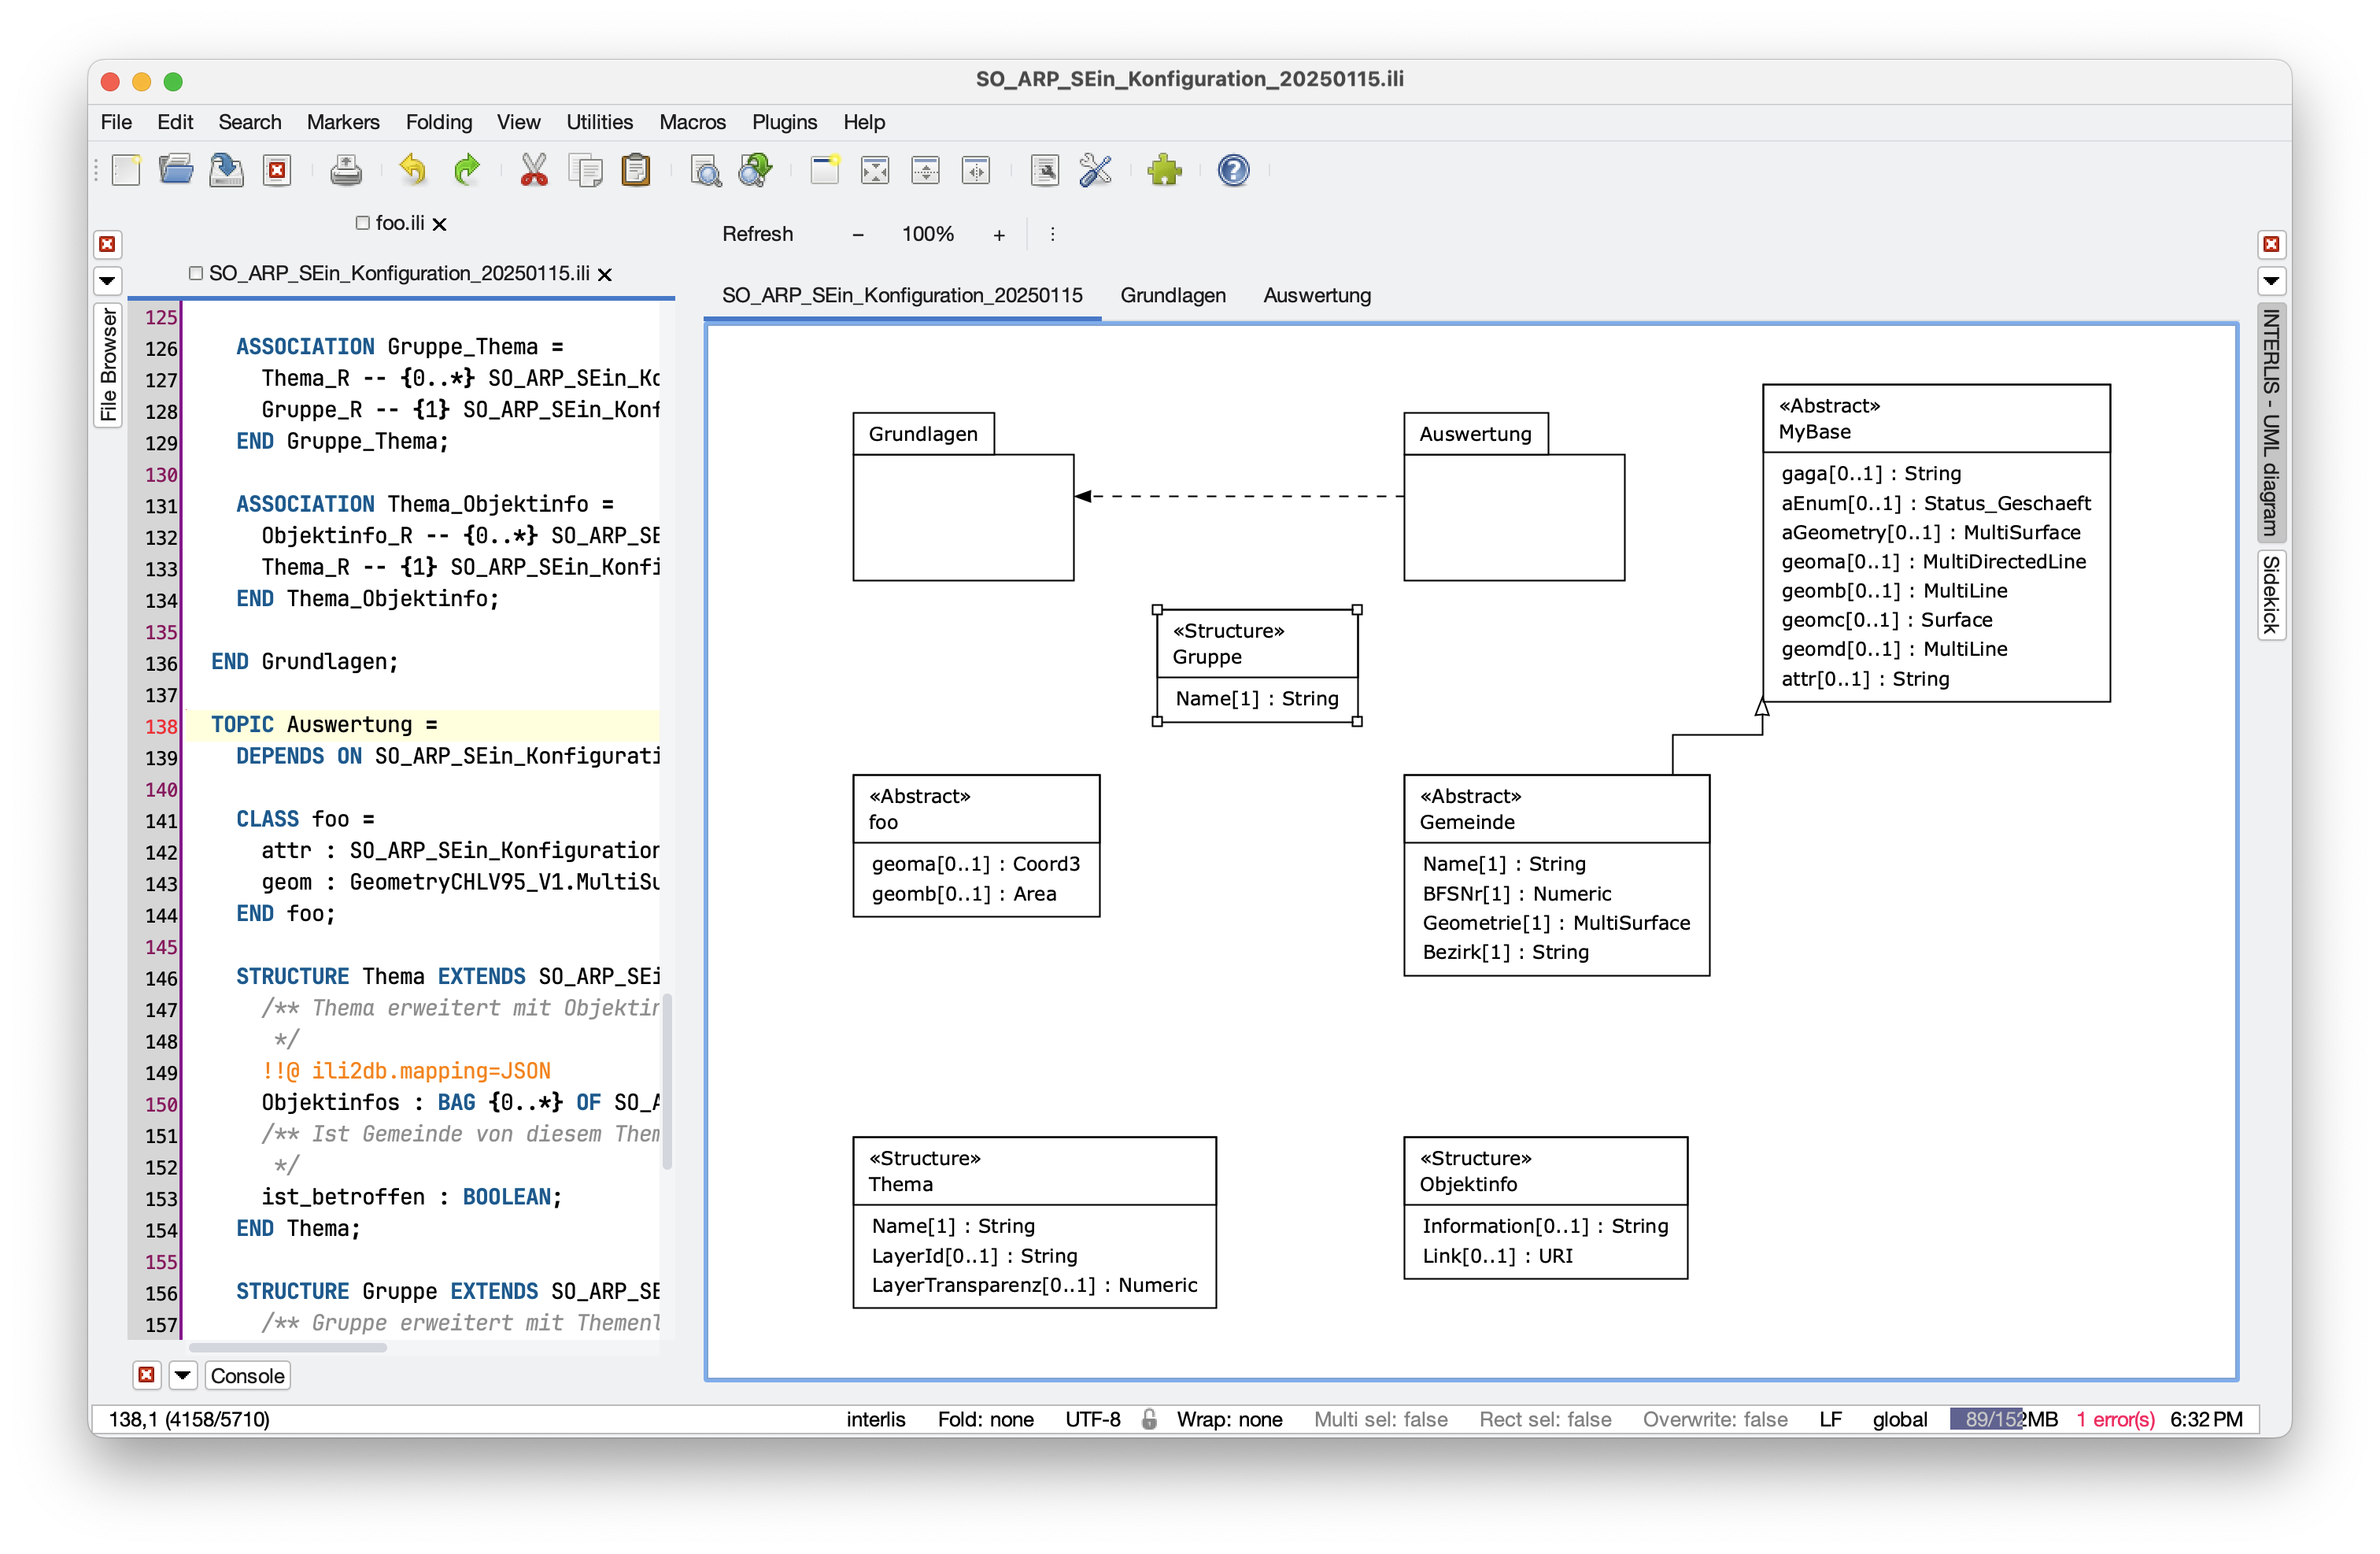 SO_ARP_SEin_Konfiguration_20250115.ili
File Edit Search Markers Folding View Utilities Macros Plugins Help
foo.ili
SO_ARP_SEin_Konfiguration_20250115.ili
File Browser
125
126 ASSOCIATION Gruppe_Thema =
127 Thema_R -- {0..*} SO_ARP_SEin_Ko
128 Gruppe_R -- {1} SO_ARP_SEin_Konf
129 END Gruppe_Thema;
130
131 ASSOCIATION Thema_Objektinfo =
132 Objektinfo_R -- {0..*} SO_ARP_SE
133 Thema_R -- {1} SO_ARP_SEin_Konfi
134 END Thema_Objektinfo;
135
136 END Grundlagen;
137
138 TOPIC Auswertung =
139 DEPENDS ON SO_ARP_SEin_Konfigurati
140
141 CLASS foo =
142 attr : SO_ARP_SEin_Konfiguration
143 geom : GeometryCHLV95_V1.MultiSu
144 END foo;
145
146 STRUCTURE Thema EXTENDS SO_ARP_SEi
147 /** Thema erweitert mit Objektin
148 */
149 !!@ ili2db.mapping=JSON
150 Objektinfos : BAG {0..*} OF SO_A
151 /** Ist Gemeinde von diesem Them
152 */
153 ist_betroffen : BOOLEAN;
154 END Thema;
155
156 STRUCTURE Gruppe EXTENDS SO_ARP_SE
157 /** Gruppe erweitert mit Themenl
Console
Refresh – 100% +
SO_ARP_SEin_Konfiguration_20250115 Grundlagen Auswertung
Grundlagen
Auswertung
«Abstract»
MyBase
gaga[0..1] : String
aEnum[0..1] : Status_Geschaeft
aGeometry[0..1] : MultiSurface
geoma[0..1] : MultiDirectedLine
geomb[0..1] : MultiLine
geomc[0..1] : Surface
geomd[0..1] : MultiLine
attr[0..1] : String
«Structure»
Gruppe
Name[1] : String
«Abstract»
foo
geoma[0..1] : Coord3
geomb[0..1] : Area
«Abstract»
Gemeinde
Name[1] : String
BFSNr[1] : Numeric
Geometrie[1] : MultiSurface
Bezirk[1] : String
«Structure»
Thema
Name[1] : String
LayerId[0..1] : String
LayerTransparenz[0..1] : Numeric
«Structure»
Objektinfo
Information[0..1] : String
Link[0..1] : URI
INTERLIS - UML diagram
Sidekick
138,1 (4158/5710) interlis Fold: none UTF-8 Wrap: none Multi sel: false Rect sel: false Overwrite: false LF global 89/152MB 1 error(s) 6:32 PM